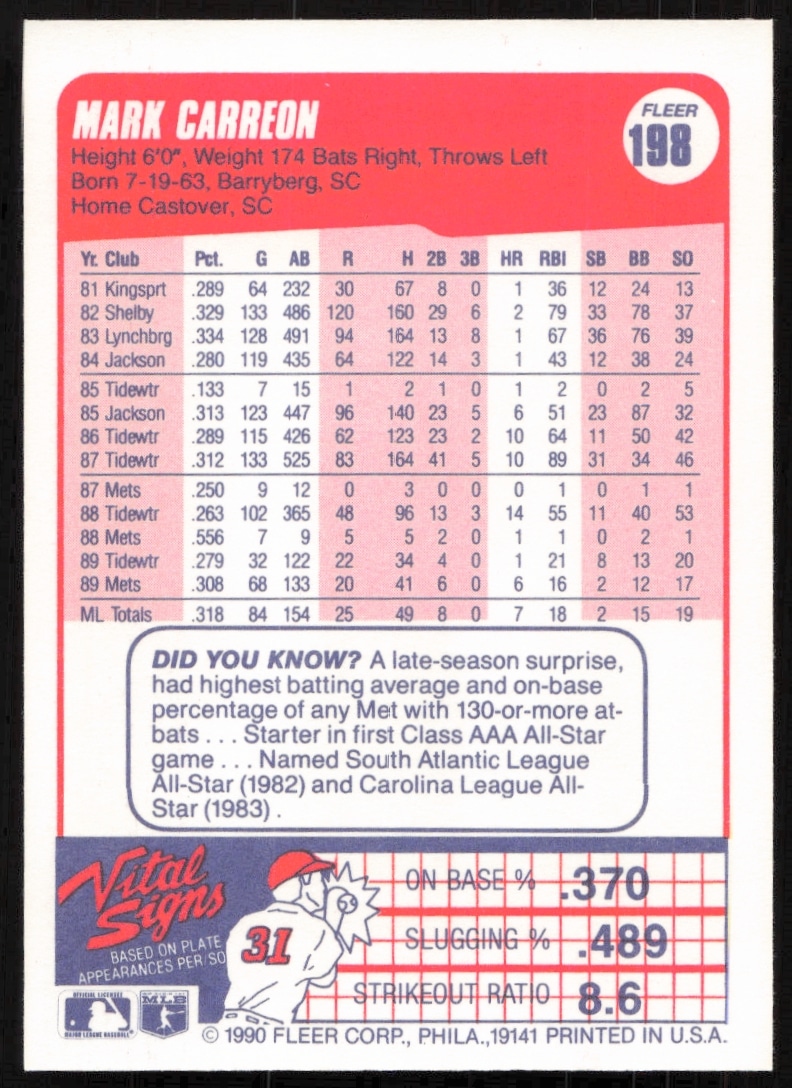 MARK CARREON
FLEER
198
Height 6'0", Weight 174 Bats Right, Throws Left
Born 7-19-63, Barryberg, SC
Home Castover, SC
Yr. Club Pct. G AB R H 2B 3B HR RBI SB BB SO
81 Kingsprt .289 64 232 30 67 8 0 1 36 12 24 13
82 Shelby .329 133 486 120 160 29 6 2 79 33 78 37
83 Lynchbrg .334 128 491 94 164 13 8 1 67 36 76 39
84 Jackson .280 119 435 64 122 14 3 1 43 12 38 24
85 Tidewtr .133 7 15 1 2 1 0 1 2 0 2 5
85 Jackson .313 123 447 96 140 23 5 6 51 23 87 32
86 Tidewtr .289 115 426 62 123 23 2 10 64 11 50 42
87 Tidewtr .312 133 525 83 164 41 5 10 89 31 34 46
87 Mets .250 9 12 0 3 0 0 0 1 0 1 1
88 Tidewtr .263 102 365 48 96 13 3 14 55 11 40 53
88 Mets .556 7 9 5 5 2 0 1 1 0 2 1
89 Tidewtr .279 32 122 22 34 4 0 1 21 8 13 20
89 Mets .308 68 133 20 41 6 0 6 16 2 12 17
ML Totals .318 84 154 25 49 8 0 7 18 2 15 19
DID YOU KNOW? A late-season surprise,
had highest batting average and on-base
percentage of any Met with 130-or-more at-
bats . . . Starter in first Class AAA All-Star
game . . . Named South Atlantic League
All-Star (1982) and Carolina League All-
Star (1983) .
Vital
Signs
BASED ON PLATE
APPEARANCES PER/SO
31
ON BASE % .370
SLUGGING % .489
STRIKEOUT RATIO 8.6
OFFICIAL LICENSEE
MAJOR LEAGUE BASEBALL
MLB
© 1990 FLEER CORP., PHILA.,19141 PRINTED IN U.S.A.